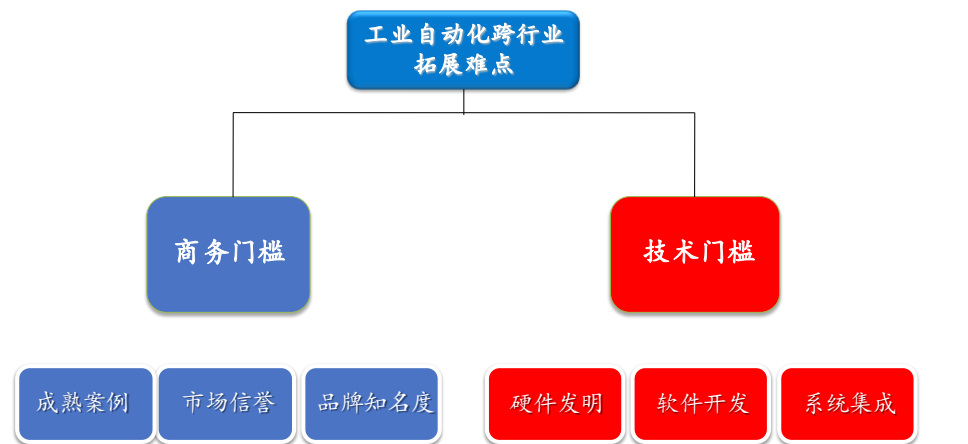 工业自动化跨行业
拓展难点
商务门槛
技术门槛
成熟案例
市场信誉
品牌知名度
硬件发明
软件开发
系统集成